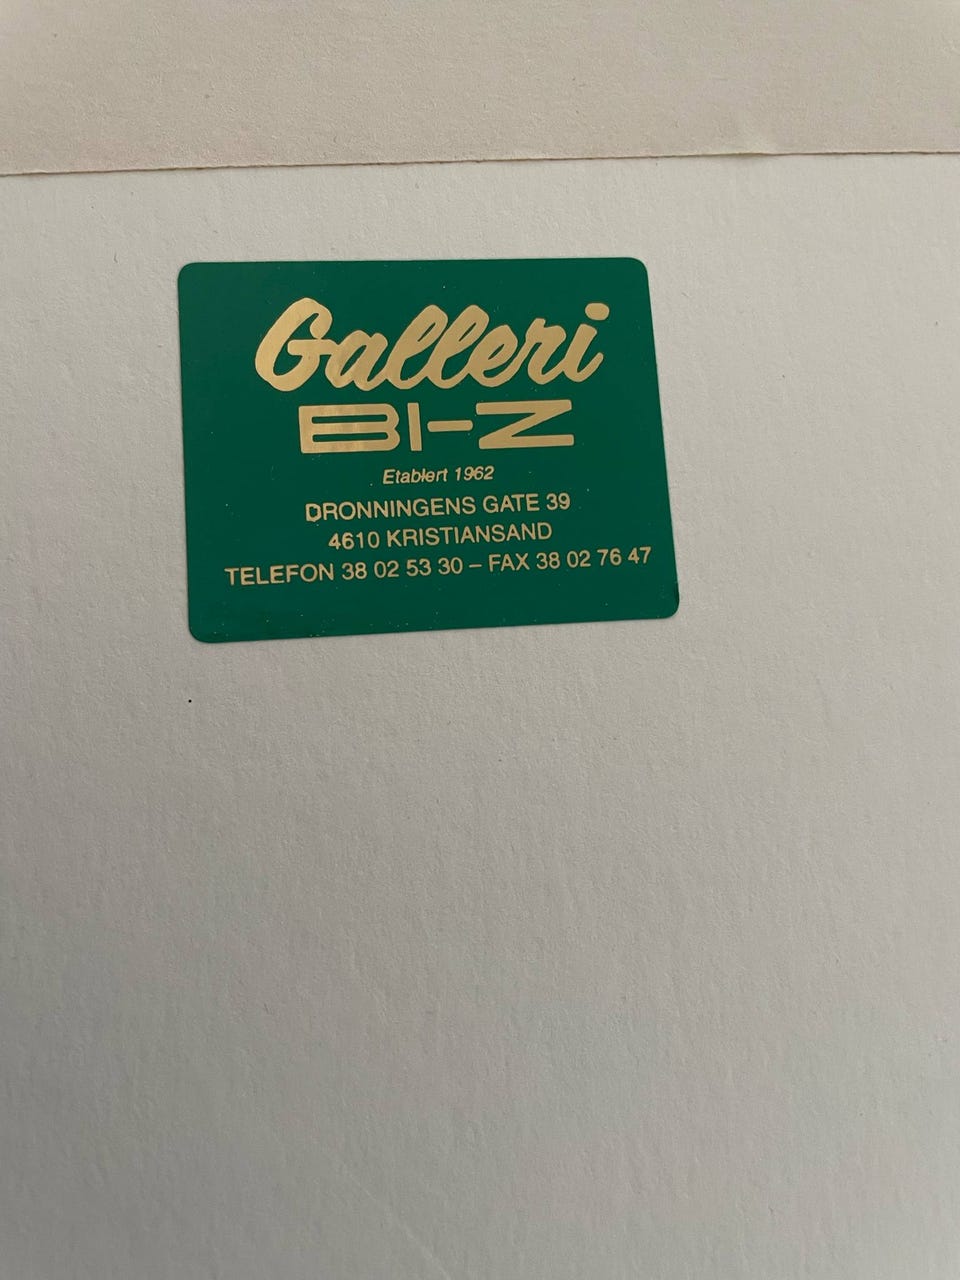 Galleri
BI-Z
Etablert 1962
DRONNINGENS GATE 39
4610 KRISTIANSAND
TELEFON 38 02 53 30 – FAX 38 02 76 47